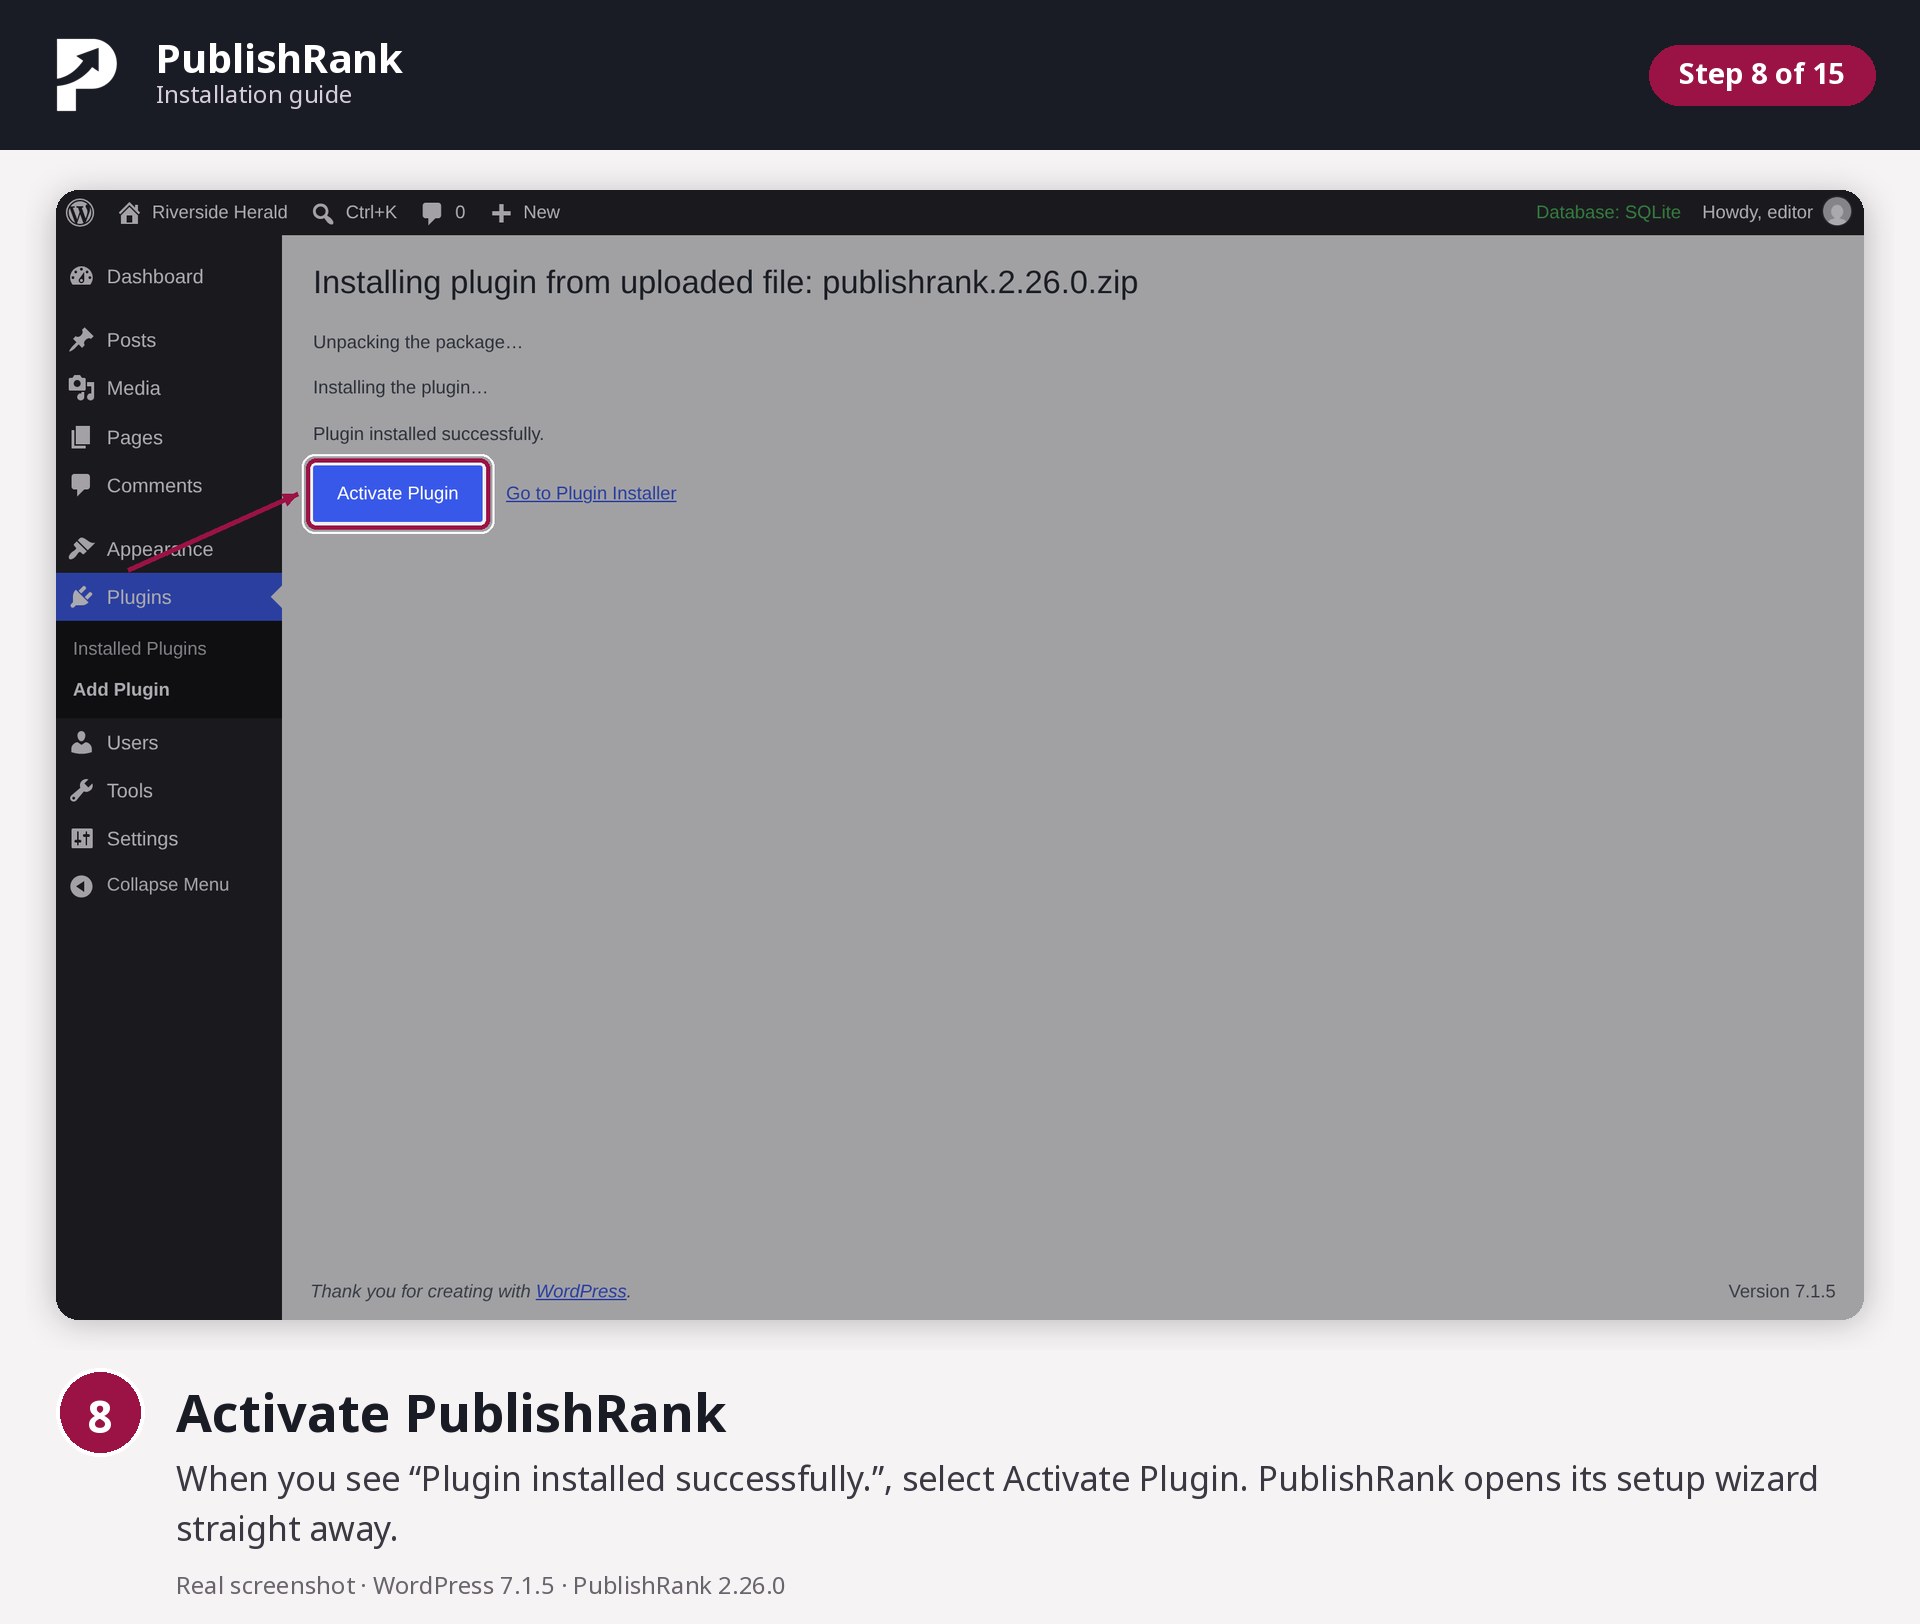 PublishRank
Installation guide
Step 8 of 15
Riverside Herald
Ctrl+K
0
New
Database: SQLite
Howdy, editor
Dashboard
Posts
Media
Pages
Comments
Appearance
Plugins
Installed Plugins
Add Plugin
Users
Tools
Settings
Collapse Menu
Installing plugin from uploaded file: publishrank.2.26.0.zip
Unpacking the package…
Installing the plugin…
Plugin installed successfully.
Activate Plugin
Go to Plugin Installer
Thank you for creating with WordPress.
Version 7.1.5
8
Activate PublishRank
When you see “Plugin installed successfully.”, select Activate Plugin. PublishRank opens its setup wizard
straight away.
Real screenshot · WordPress 7.1.5 · PublishRank 2.26.0